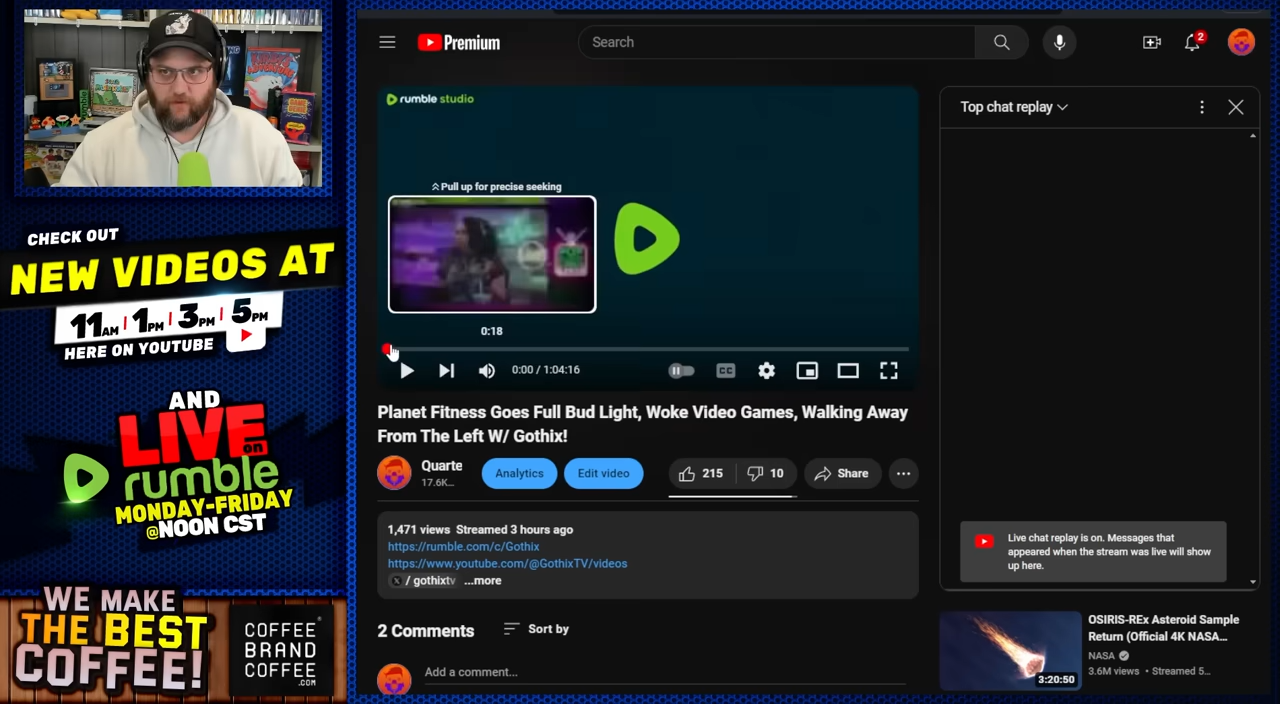 CHECK OUT
NEW VIDEOS AT
11AM | 1PM | 3PM | 5PM
HERE ON YOUTUBE
AND
LIVE on
rumble
MONDAY-FRIDAY
@NOON CST
WE MAKE
THE BEST
COFFEE!
COFFEE
BRAND
COFFEE
.COM
Premium
Search
2
rumble studio
Pull up for precise seeking
0:18
0:00 / 1:04:16
CC
Planet Fitness Goes Full Bud Light, Woke Video Games, Walking Away
From The Left W/ Gothix!
Quarte
17.6K...
Analytics
Edit video
215
10
Share
1,471 views Streamed 3 hours ago
https://rumble.com/c/Gothix
https://www.youtube.com/@GothixTV/videos
X / gothixtv ...more
2 Comments
Sort by
Add a comment...
Top chat replay
Live chat replay is on. Messages that
appeared when the stream was live will show
up here.
3:20:50
OSIRIS-REx Asteroid Sample
Return (Official 4K NASA...
NASA
3.6M views • Streamed 5...